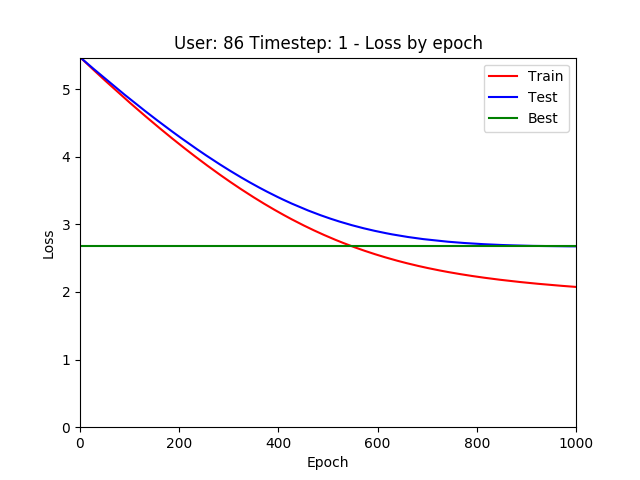 User: 86 Timestep: 1 - Loss by epoch
Train
Test
Best
5
4
3
2
1
0
Loss
0 200 400 600 800 1000
Epoch